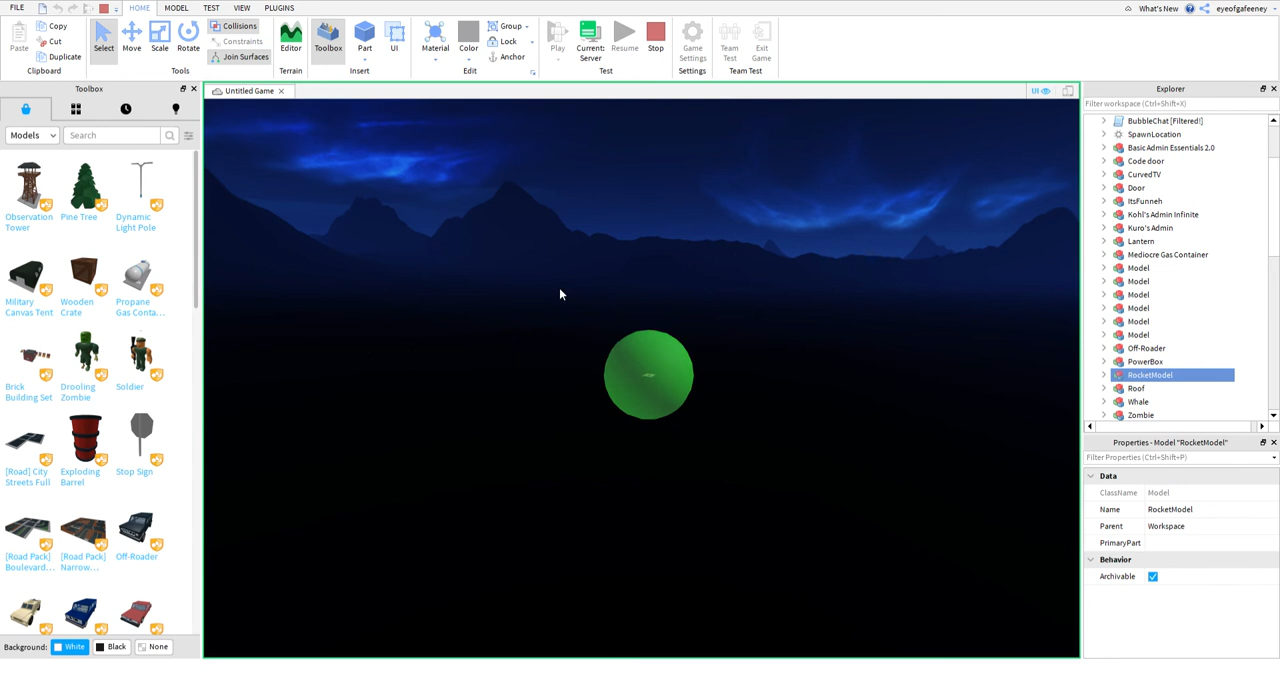 FILE HOME MODEL TEST VIEW PLUGINS What's New eyeofgafeeney
Paste Copy Cut Duplicate Clipboard
Select Move Scale Rotate Collisions Constraints Join Surfaces Tools
Editor Terrain
Toolbox Part UI Insert
Material Color Group Lock Anchor Edit
Play Current: Server Resume Stop Test
Game Settings Settings
Team Test Exit Game Team Test
Toolbox
Models Search
Observation Tower
Pine Tree
Dynamic Light Pole
Military Canvas Tent
Wooden Crate
Propane Gas Conta...
Brick Building Set
Drooling Zombie
Soldier
[Road] City Streets Full
Exploding Barrel
Stop Sign
[Road Pack] Boulevard...
[Road Pack] Narrow...
Off-Roader
Background: White Black None
Untitled Game UI
Explorer
Filter workspace (Ctrl+Shift+X)
BubbleChat [Filtered!]
SpawnLocation
Basic Admin Essentials 2.0
Code door
CurvedTV
Door
ItsFunneh
Kohl's Admin Infinite
Kuro's Admin
Lantern
Mediocre Gas Container
Model
Model
Model
Model
Model
Model
Off-Roader
PowerBox
RocketModel
Roof
Whale
Zombie
Properties - Model "RocketModel"
Filter Properties (Ctrl+Shift+P)
Data
ClassName Model
Name RocketModel
Parent Workspace
PrimaryPart
Behavior
Archivable